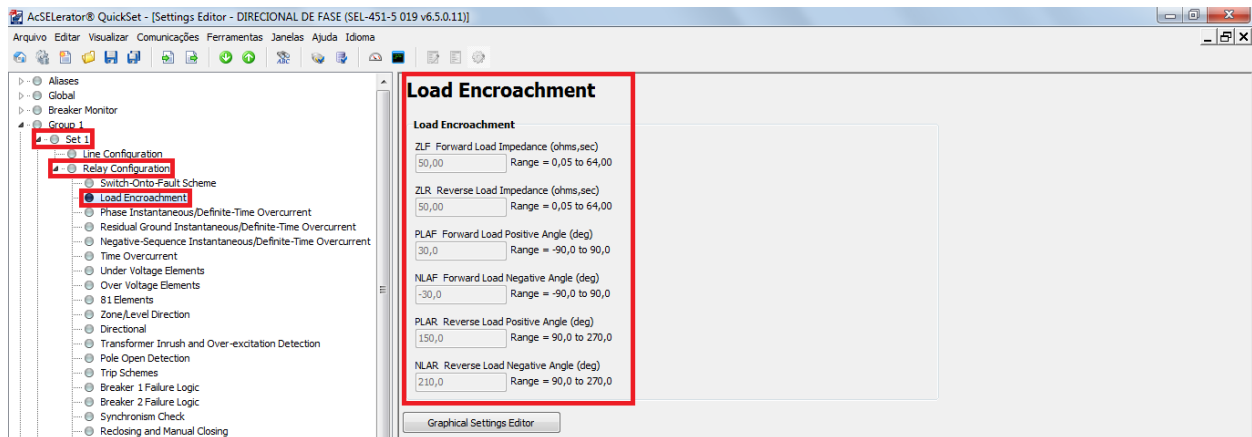 AcSELerator® QuickSet - [Settings Editor - DIRECIONAL DE FASE (SEL-451-5 019 v6.5.0.11)]
Arquivo Editar Visualizar Comunicações Ferramentas Janelas Ajuda Idioma
Aliases
Global
Breaker Monitor
Group 1
Set 1
Line Configuration
Relay Configuration
Switch-Onto-Fault Scheme
Load Encroachment
Phase Instantaneous/Definite-Time Overcurrent
Residual Ground Instantaneous/Definite-Time Overcurrent
Negative-Sequence Instantaneous/Definite-Time Overcurrent
Time Overcurrent
Under Voltage Elements
Over Voltage Elements
81 Elements
Zone/Level Direction
Directional
Transformer Inrush and Over-excitation Detection
Pole Open Detection
Trip Schemes
Breaker 1 Failure Logic
Breaker 2 Failure Logic
Synchronism Check
Reclosing and Manual Closing
Load Encroachment
Load Encroachment
ZLF Forward Load Impedance (ohms,sec)
50,00 Range = 0,05 to 64,00
ZLR Reverse Load Impedance (ohms,sec)
50,00 Range = 0,05 to 64,00
PLAF Forward Load Positive Angle (deg)
30,0 Range = -90,0 to 90,0
NLAF Forward Load Negative Angle (deg)
-30,0 Range = -90,0 to 90,0
PLAR Reverse Load Positive Angle (deg)
150,0 Range = 90,0 to 270,0
NLAR Reverse Load Negative Angle (deg)
210,0 Range = 90,0 to 270,0
Graphical Settings Editor